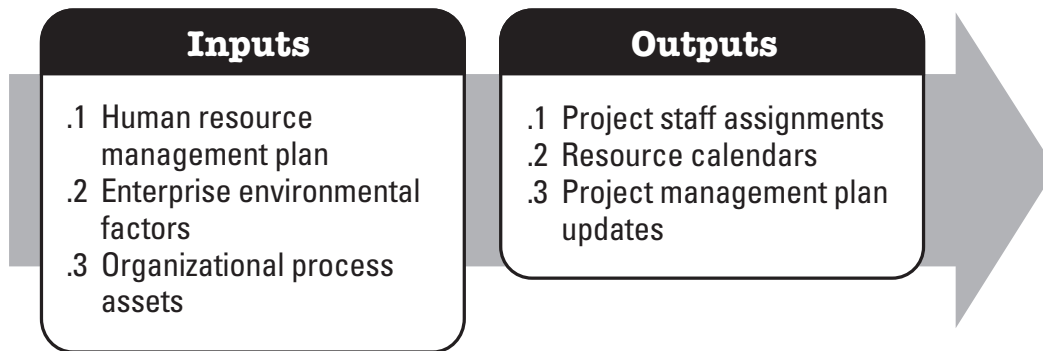 Inputs
.1 Human resource
management plan
.2 Enterprise environmental
factors
.3 Organizational process
assets
Outputs
.1 Project staff assignments
.2 Resource calendars
.3 Project management plan
updates